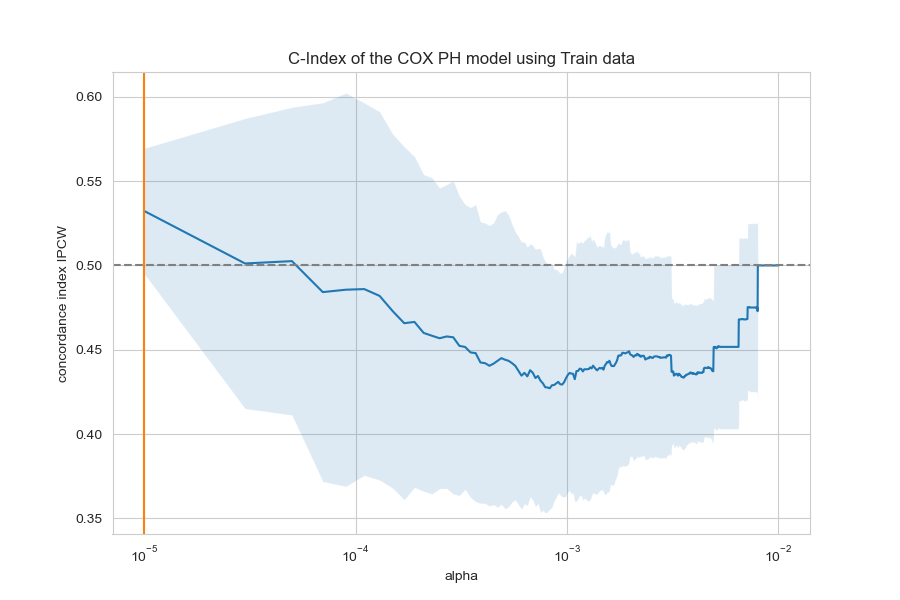 C-Index of the COX PH model using Train data
concordance index IPCW
0.60
0.55
0.50
0.45
0.40
0.35
10⁻⁵ 10⁻⁴ 10⁻³ 10⁻²
alpha